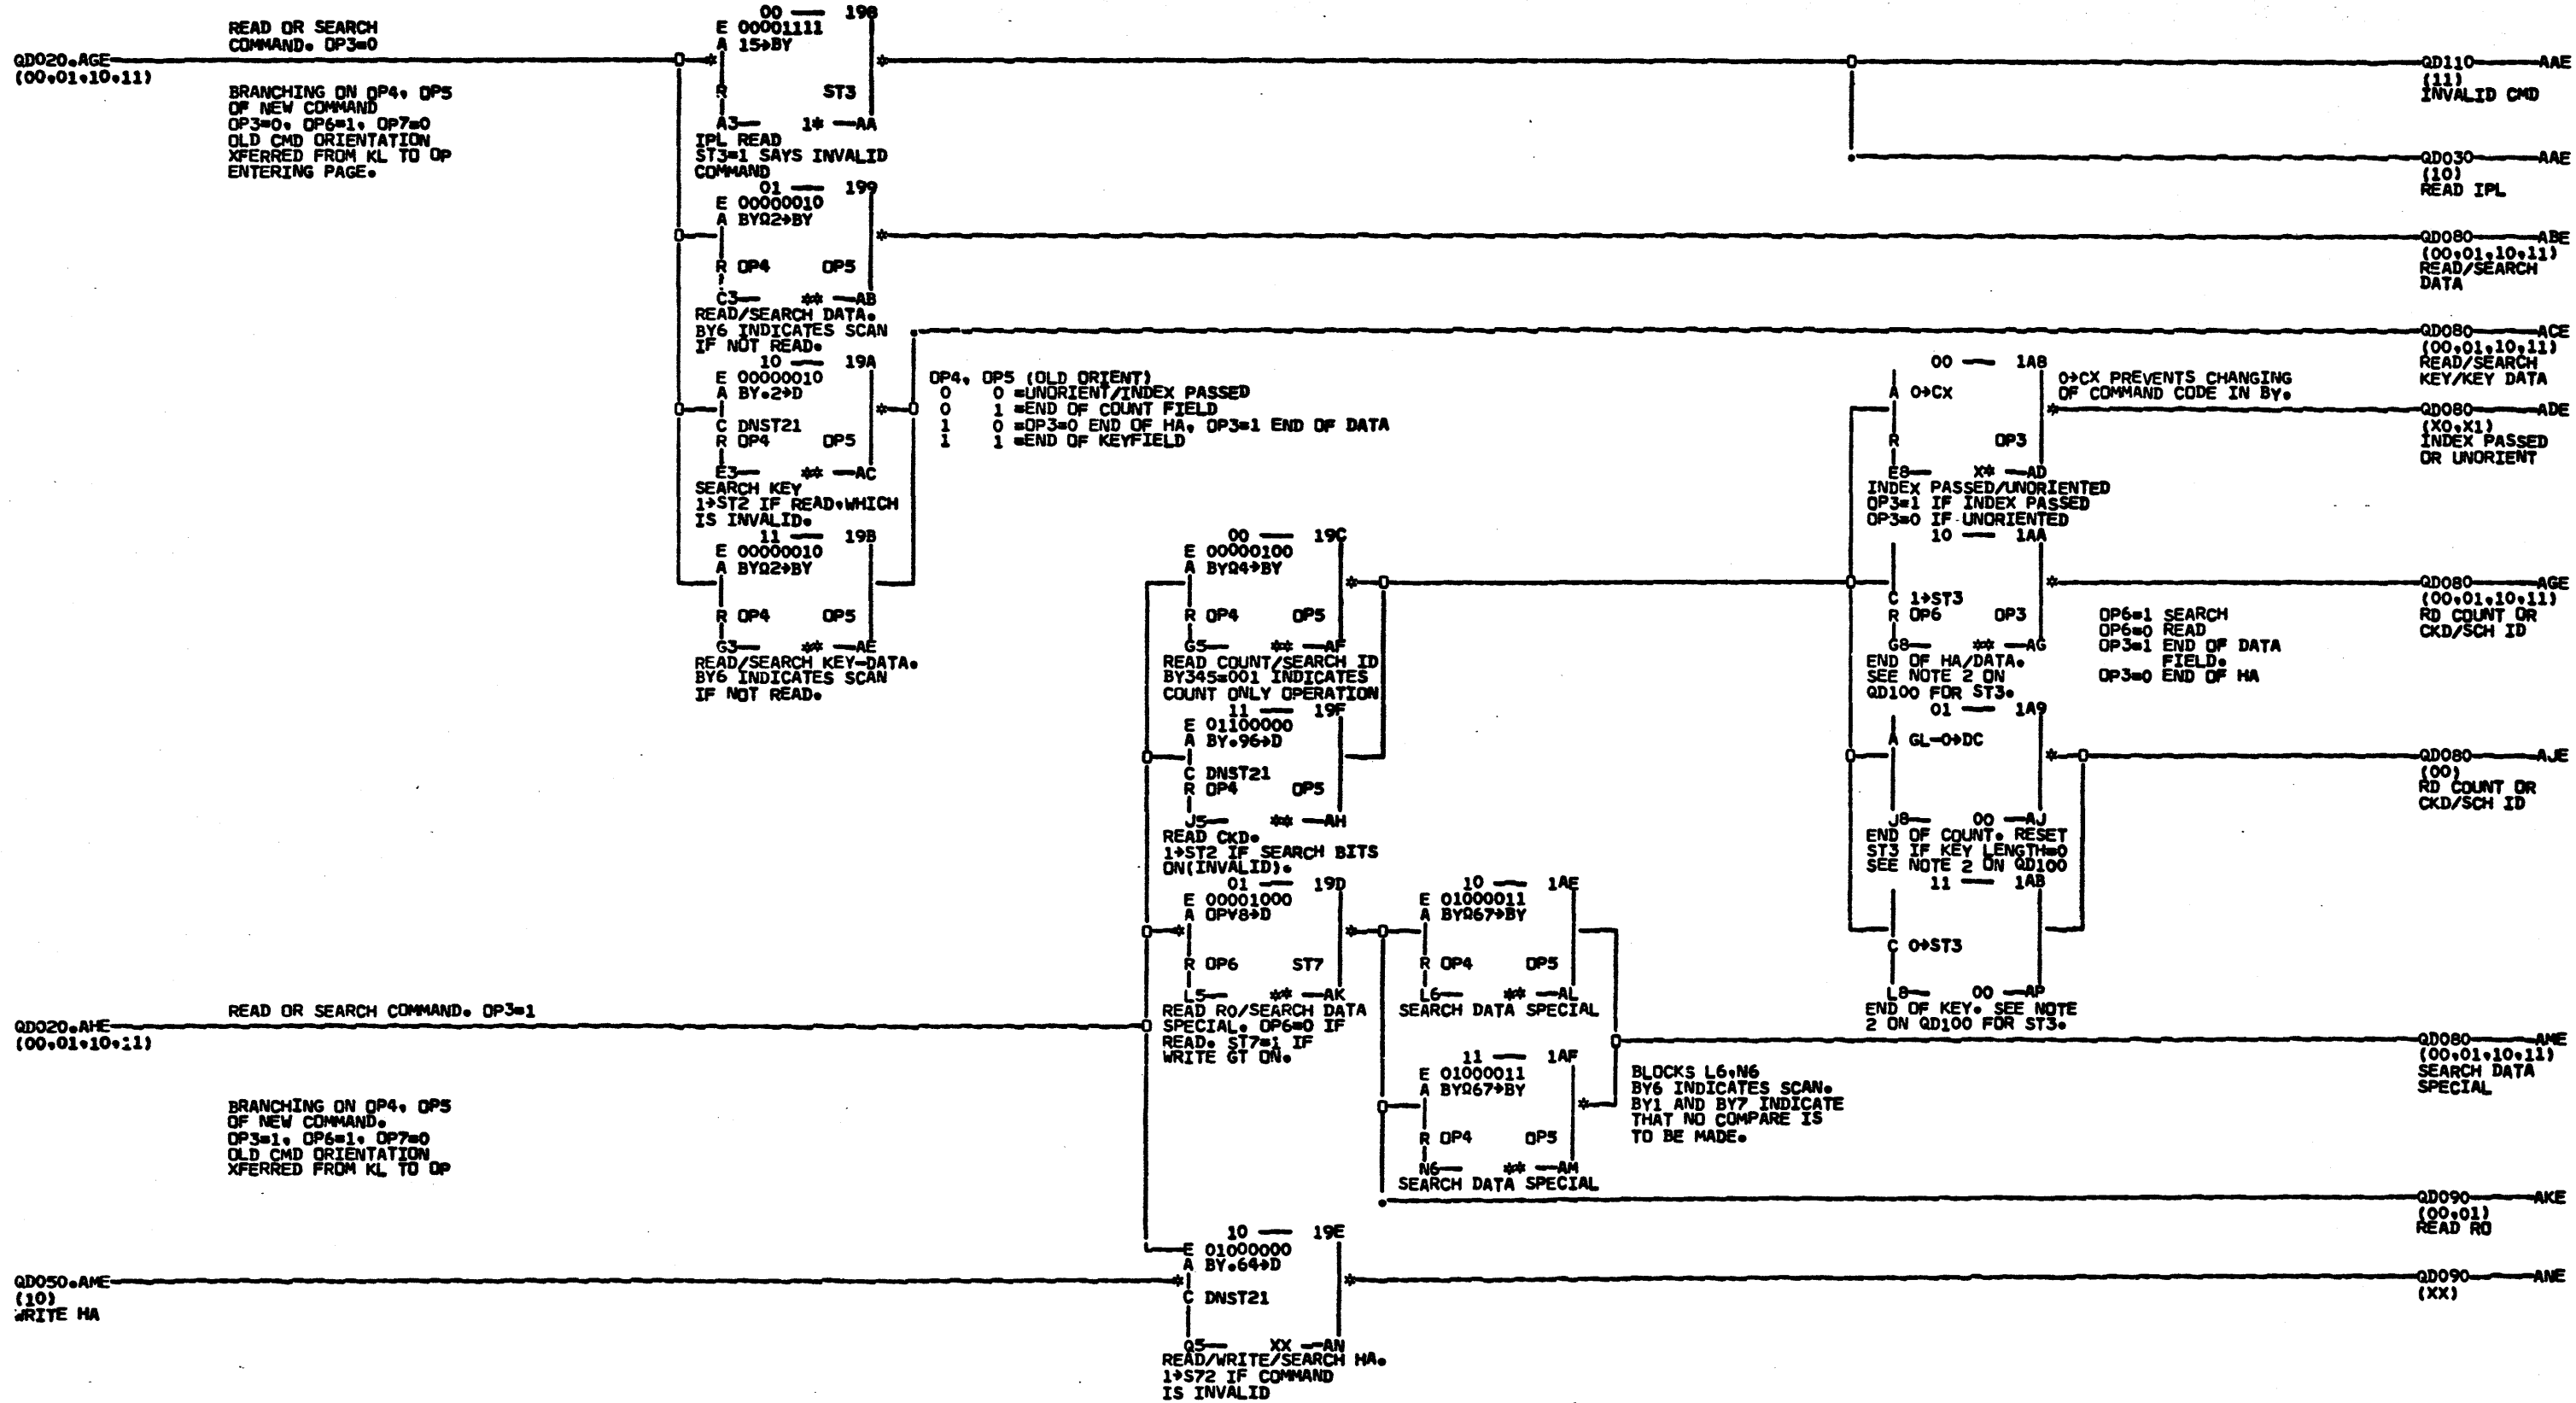 READ OR SEARCH
COMMAND. OP3=0
QD020.AGE
(00,01,10,11)
BRANCHING ON OP4, OP5
OF NEW COMMAND
OP3=0, OP6=1, OP7=0
OLD CMD ORIENTATION
XFERRED FROM KL TO OP
ENTERING PAGE.
00 — 198
E 00001111
A 15→BY
R ST3
A3— 1* —AA
IPL READ
ST3=1 SAYS INVALID
COMMAND
01 — 199
E 00000010
A BYΩ2→BY
R OP4 OP5
C3— ** —AB
READ/SEARCH DATA.
BY6 INDICATES SCAN
IF NOT READ.
10 — 19A
E 00000010
A BY.2→D
C DNST21
R OP4 OP5
E3— ** —AC
SEARCH KEY
1→ST2 IF READ,WHICH
IS INVALID.
11 — 19B
E 00000010
A BYΩ2→BY
R OP4 OP5
G3— ** —AE
READ/SEARCH KEY-DATA.
BY6 INDICATES SCAN
IF NOT READ.
OP4, OP5 (OLD ORIENT)
0 0 =UNORIENT/INDEX PASSED
0 1 =END OF COUNT FIELD
1 0 =OP3=0 END OF HA, OP3=1 END OF DATA
1 1 =END OF KEYFIELD
QD110—AAE
(11)
INVALID CMD
QD030—AAE
(10)
READ IPL
QD080—ABE
(00,01,10,11)
READ/SEARCH
DATA
QD080—ACE
(00,01,10,11)
READ/SEARCH
KEY/KEY DATA
QD080—ADE
(X0,X1)
INDEX PASSED
OR UNORIENT
00 — 1A8
A 0→CX
R OP3
E8— X* —AD
INDEX PASSED/UNORIENTED
OP3=1 IF INDEX PASSED
OP3=0 IF UNORIENTED
0→CX PREVENTS CHANGING
OF COMMAND CODE IN BY.
10 — 1AA
C 1→ST3
R OP6 OP3
G8— ** —AG
END OF HA/DATA.
SEE NOTE 2 ON
QD100 FOR ST3.
OP6=1 SEARCH
OP6=0 READ
OP3=1 END OF DATA
FIELD.
OP3=0 END OF HA
QD080—AGE
(00,01,10,11)
RD COUNT OR
CKD/SCH ID
01 — 1A9
A GL-0→DC
J8— 00 —AJ
END OF COUNT. RESET
ST3 IF KEY LENGTH=0
SEE NOTE 2 ON QD100
QD080—AJE
(00)
RD COUNT OR
CKD/SCH ID
11 — 1AB
C 0→ST3
L8— 00 —AP
END OF KEY. SEE NOTE
2 ON QD100 FOR ST3.
00 — 19C
E 00000100
A BYΩ4→BY
R OP4 OP5
G5— ** —AF
READ COUNT/SEARCH ID
BY345=001 INDICATES
COUNT ONLY OPERATION
11 — 19F
E 01100000
A BY.96→D
C DNST21
R OP4 OP5
J5— ** —AH
READ CKD.
1→ST2 IF SEARCH BITS
ON(INVALID).
01 — 19D
E 00001000
A OP∀8→D
R OP6 ST7
L5— ** —AK
READ RO/SEARCH DATA
SPECIAL. OP6=0 IF
READ. ST7=1 IF
WRITE GT ON.
10 — 1AE
E 01000011
A BYΩ67→BY
R OP4 OP5
L6— ** —AL
SEARCH DATA SPECIAL
11 — 1AF
E 01000011
A BYΩ67→BY
R OP4 OP5
N6— ** —AM
SEARCH DATA SPECIAL
BLOCKS L6,N6
BY6 INDICATES SCAN.
BY1 AND BY7 INDICATE
THAT NO COMPARE IS
TO BE MADE.
QD080—AME
(00,01,10,11)
SEARCH DATA
SPECIAL
READ OR SEARCH COMMAND. OP3=1
QD020.AHE
(00,01,10,11)
BRANCHING ON OP4, OP5
OF NEW COMMAND.
OP3=1, OP6=1, OP7=0
OLD CMD ORIENTATION
XFERRED FROM KL TO OP
QD090—AKE
(00,01)
READ RO
10 — 19E
E 01000000
A BY.64→D
C DNST21
Q5— XX —AN
READ/WRITE/SEARCH HA.
1→S72 IF COMMAND
IS INVALID
QD050.AME
(10)
WRITE HA
QD090—ANE
(XX)